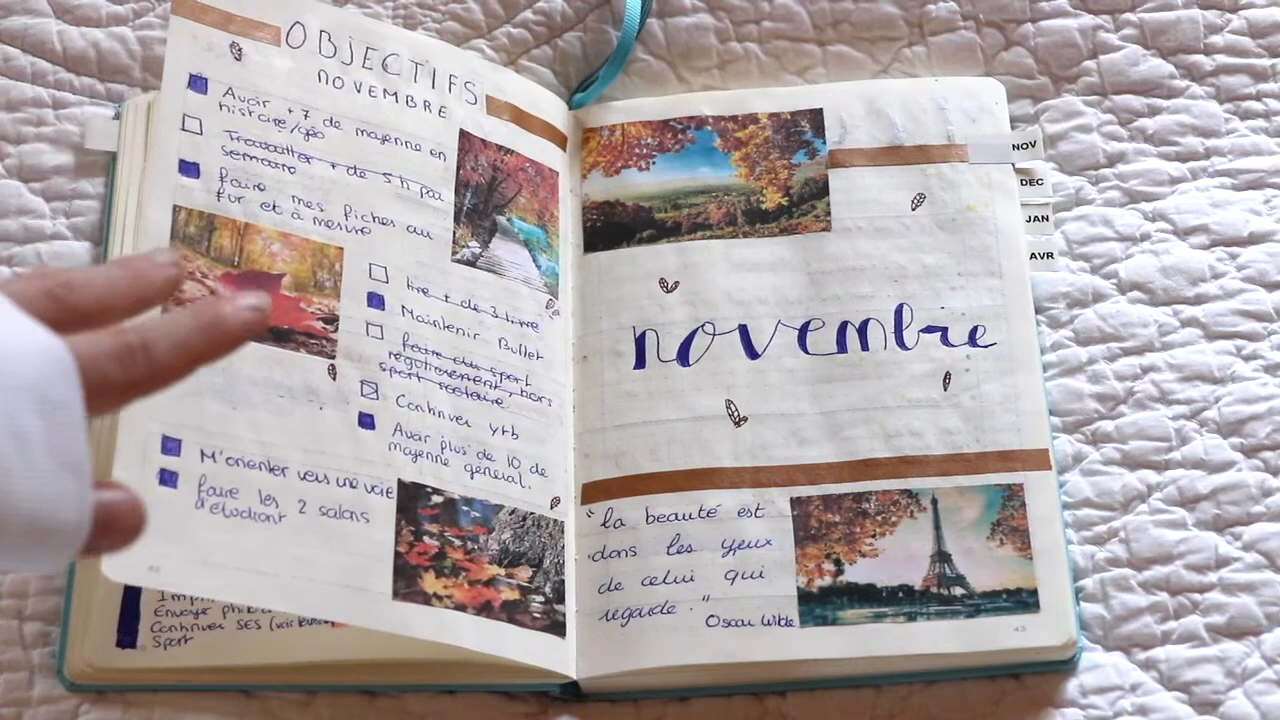 OBJECTIFS
NOVEMBRE
Avoir +7 de moyenne en
histoire/géo
Travailler + de 5h par
semaine
faire mes fiches au
fur et à mesure
lire + de 3 livre
Maintenir Bullet
faire du sport
régulièrement, hors
sport scolaire.
Continuer ytb
Avoir plus de 10 de
moyenne général.
M'orienter vers une voie
faire les 2 salons
d'étudiant
42
Envoyer
Continuer SES
Sport
NOV
DEC
JAN
AVR
novembre
"la beauté est
dans les yeux
de celui qui
regarde."
Oscar Wilde
43